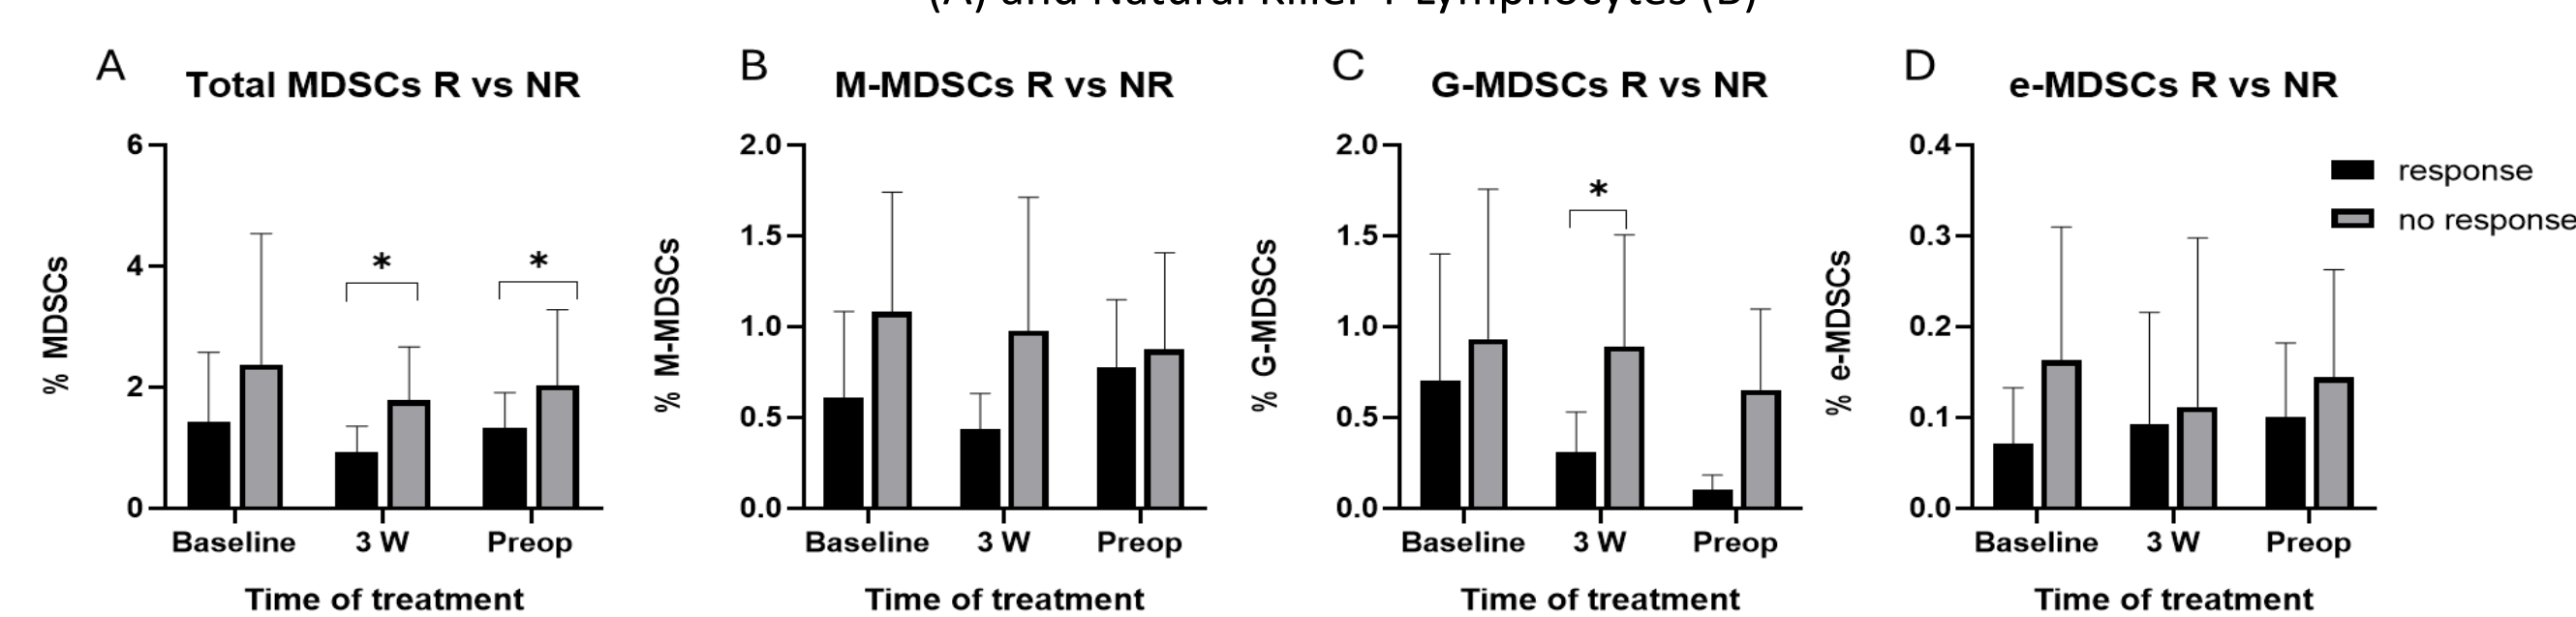 (A) and Natural Killer T Lymphocytes (B)
A
Total MDSCs R vs NR
% MDSCs
6
4
2
0
*
*
Baseline 3 W Preop
Time of treatment
B
M-MDSCs R vs NR
% M-MDSCs
2.0
1.5
1.0
0.5
0.0
Baseline 3 W Preop
Time of treatment
C
G-MDSCs R vs NR
% G-MDSCs
2.0
1.5
1.0
0.5
0.0
*
Baseline 3 W Preop
Time of treatment
D
e-MDSCs R vs NR
% e-MDSCs
0.4
0.3
0.2
0.1
0.0
Baseline 3 W Preop
Time of treatment
response
no response